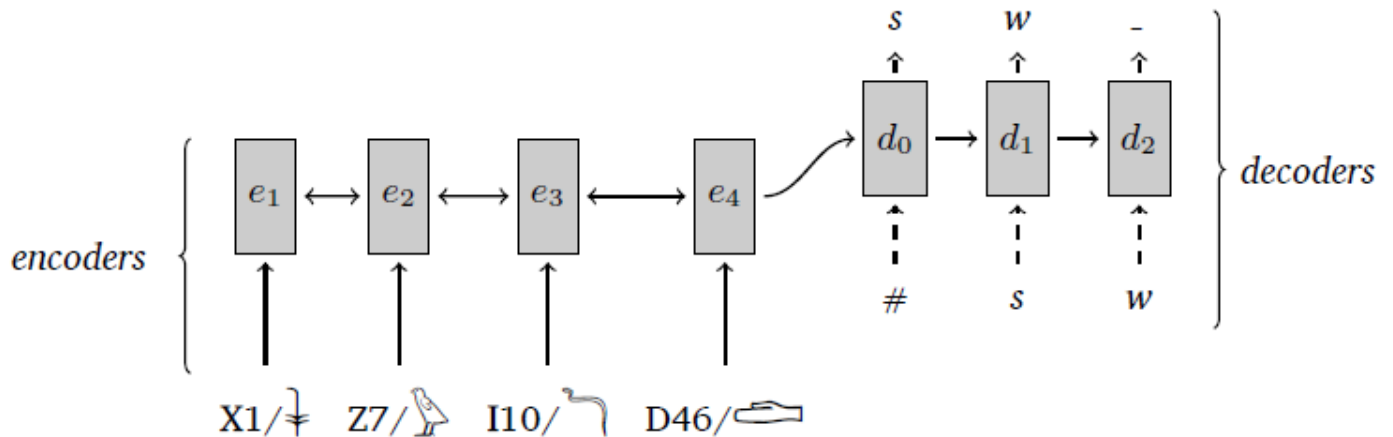 s w -
d₀ d₁ d₂
decoders
e₁ e₂ e₃ e₄
encoders
# s w
X1/ Z7/𓅱 I10/𓆓 D46/𓂧